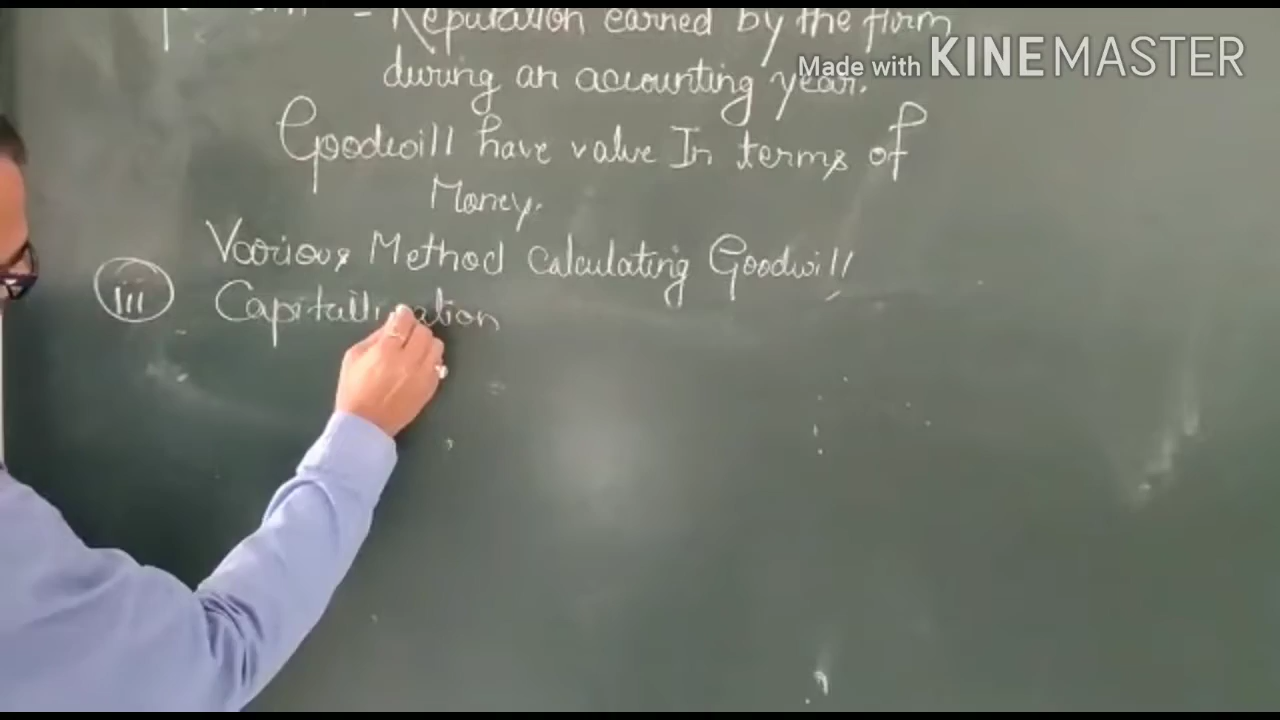 - Reputation earned by the firm
during an accounting year.
Made with KINEMASTER
Goodwill have value In terms of
Money.
Various Method calculating Goodwill
iii Capitallization